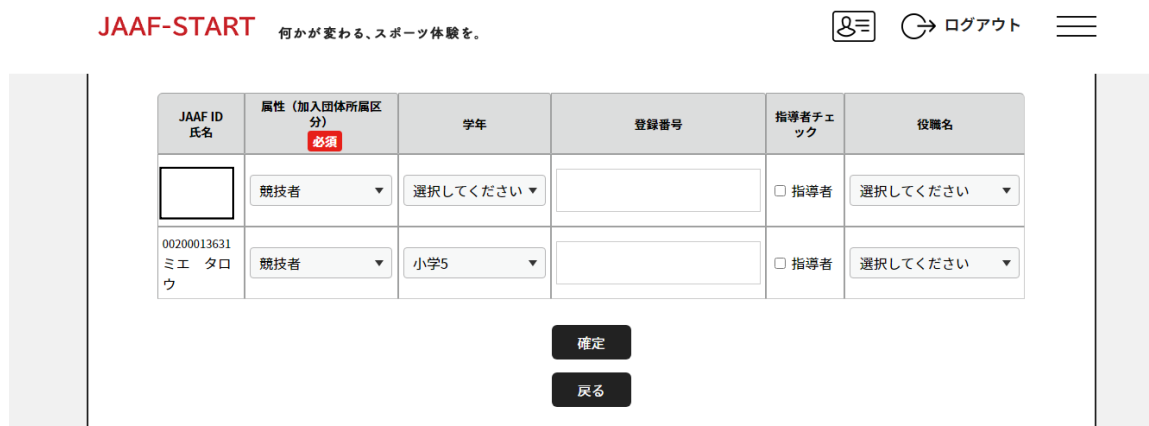 JAAF-START 何かが変わる、スポーツ体験を。 ログアウト
JAAF ID
氏名
属性（加入団体所属区
分）
必須
学年
登録番号
指導者チェ
ック
役職名
競技者 選択してください 指導者 選択してください
00200013631
ミエ　タロ
ウ
競技者 小学5 指導者 選択してください
確定
戻る